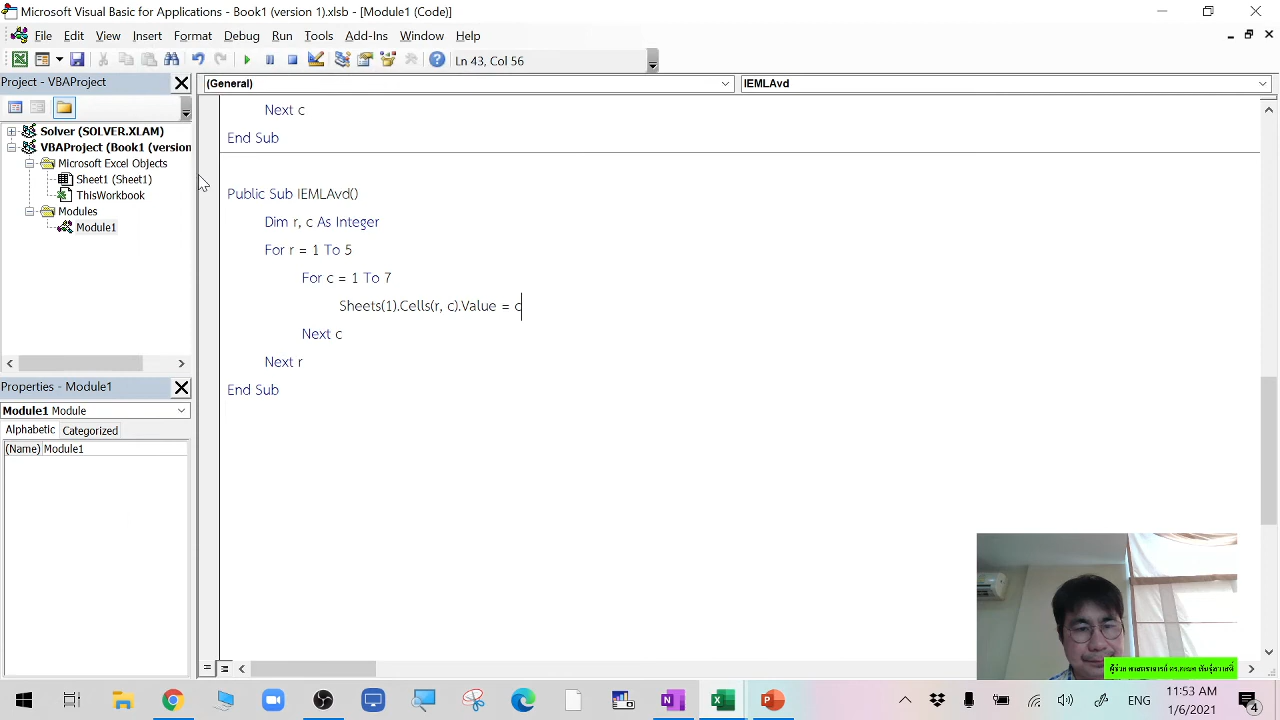 Microsoft Visual Basic for Applications - Book1 (version 1).xlsb - [Module1 (Code)]
File Edit View Insert Format Debug Run Tools Add-Ins Window Help
Ln 43, Col 56
Project - VBAProject
(General)
IEMLAvd
Solver (SOLVER.XLAM)
VBAProject (Book1 (version
Microsoft Excel Objects
Sheet1 (Sheet1)
ThisWorkbook
Modules
Module1
Next c
End Sub
Public Sub IEMLAvd()
Dim r, c As Integer
For r = 1 To 5
For c = 1 To 7
Sheets(1).Cells(r, c).Value = c
Next c
Next r
End Sub
Properties - Module1
Module1 Module
Alphabetic Categorized
(Name) Module1
ENG
11:53 AM
1/6/2021
4